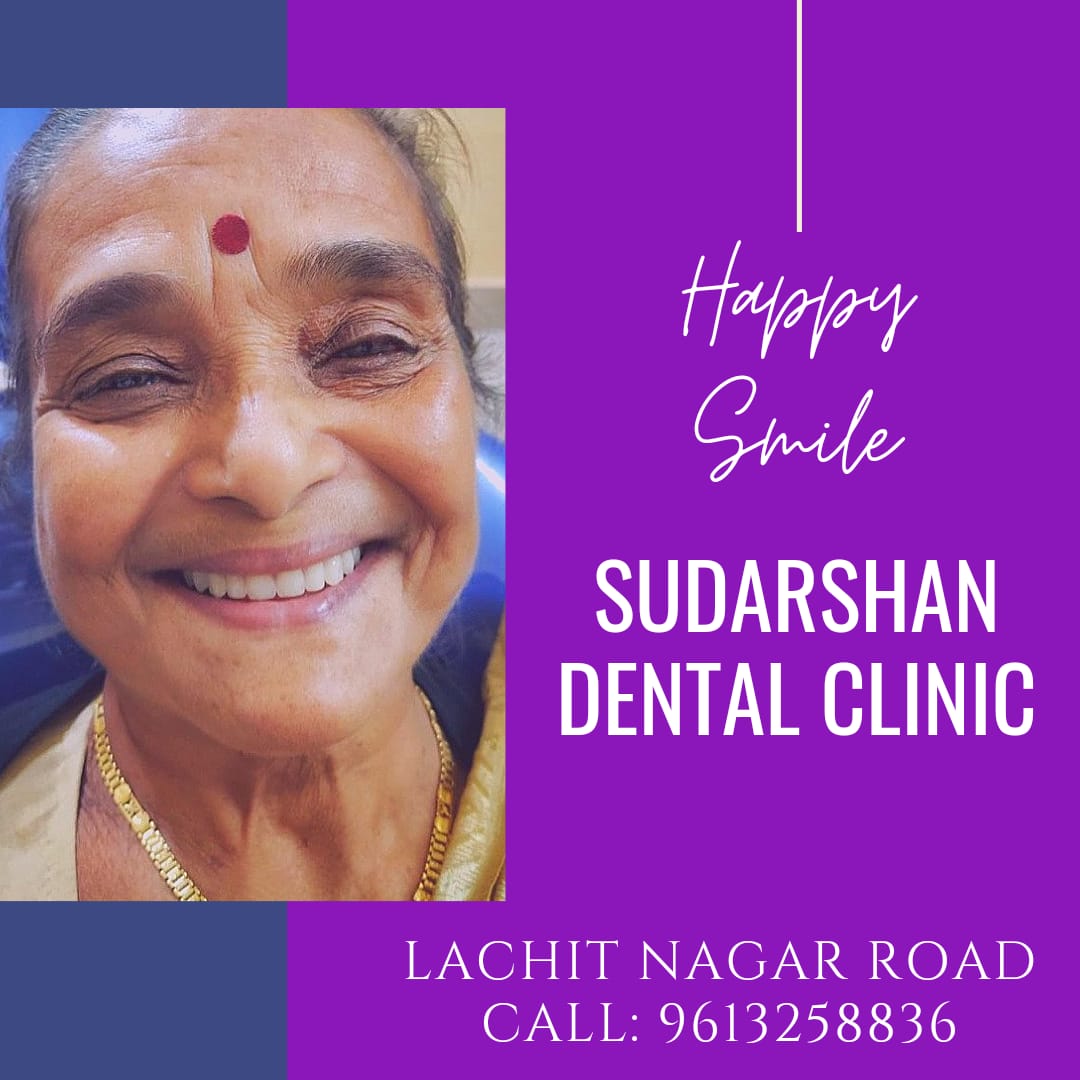 Happy
Smile
SUDARSHAN
DENTAL CLINIC
LACHIT NAGAR ROAD
CALL: 9613258836